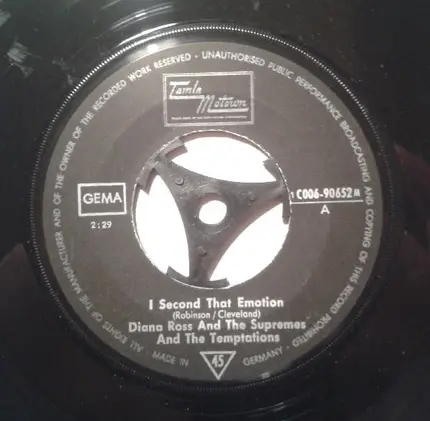 ALL RIGHTS OF THE MANUFACTURER AND OF THE OWNER OF THE RECORDED WORK RESERVED - UNAUTHORISED PUBLIC PERFORMANCE BROADCASTING AND COPYING OF THIS RECORD PROHIBITED
Tamla
Motown
GEMA
2:29
1 C006-90652 M
A
I Second That Emotion
(Robinson / Cleveland)
Diana Ross And The Supremes
And The Temptations
MADE IN 45 GERMANY